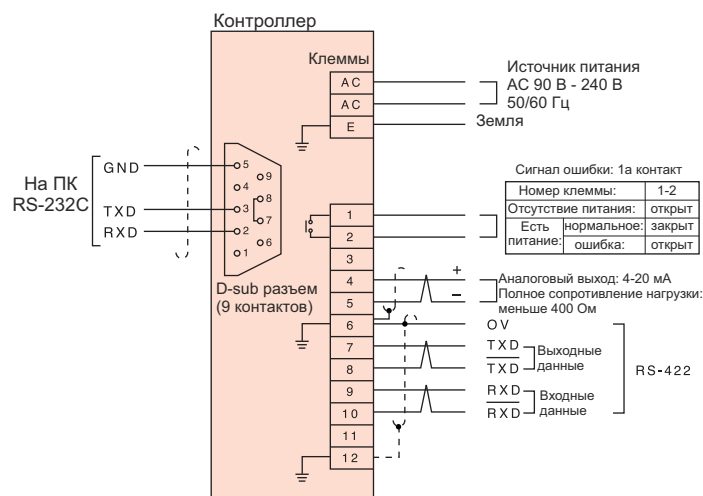 Контроллер
Клеммы
AC
AC
E
Источник питания
AC 90 В - 240 В
50/60 Гц
Земля
На ПК
RS-232C
GND
TXD
RXD
5
9
4
8
3
7
2
6
1
D-sub разъем
(9 контактов)
Сигнал ошибки: 1а контакт
Номер клеммы: 1-2
Отсутствие питания: открыт
Есть питание: нормальное: закрыт
ошибка: открыт
1
2
3
4
5
6
7
8
9
10
11
12
+
Аналоговый выход: 4-20 мА
–
Полное сопротивление нагрузки:
меньше 400 Ом
OV
TXD
TXD
Выходные
данные
RXD
RXD
Входные
данные
RS-422